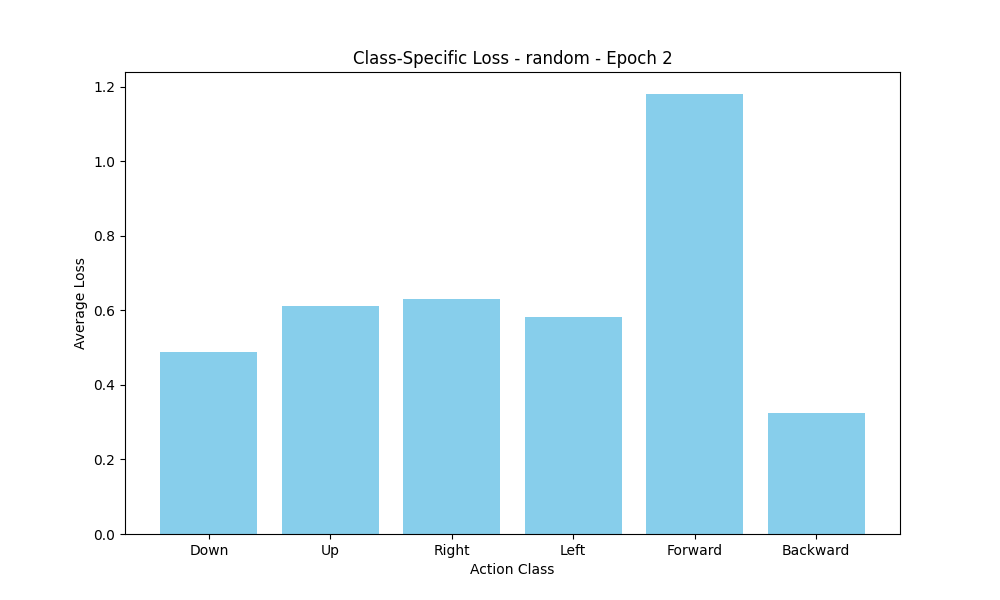 Class-Specific Loss - random - Epoch 2
Average Loss
1.2
1.0
0.8
0.6
0.4
0.2
0.0
Down Up Right Left Forward Backward
Action Class